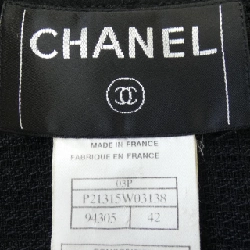 CHANEL
MADE IN FRANCE
FABRIQUE EN FRANCE
03P
P21315W03138
94305 42